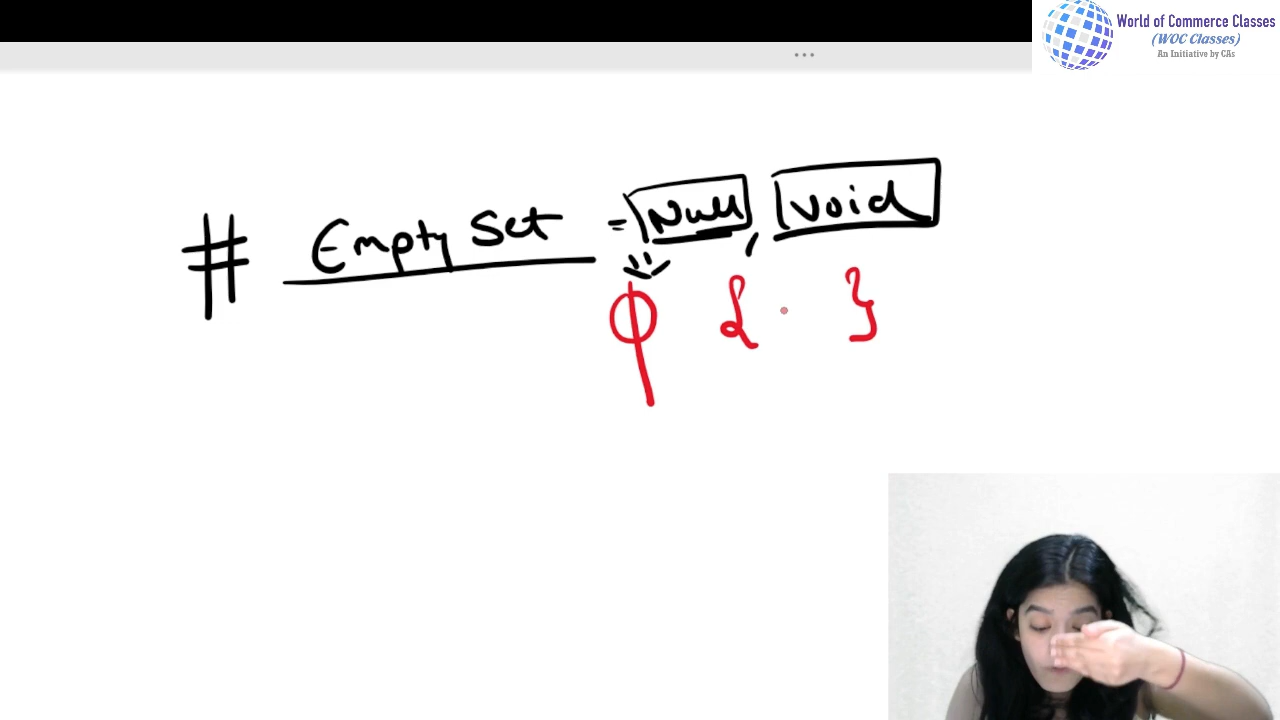 World of Commerce Classes
(WOC Classes)
An Initiative by CAs
# Empty Set = Null, Void
ϕ { }